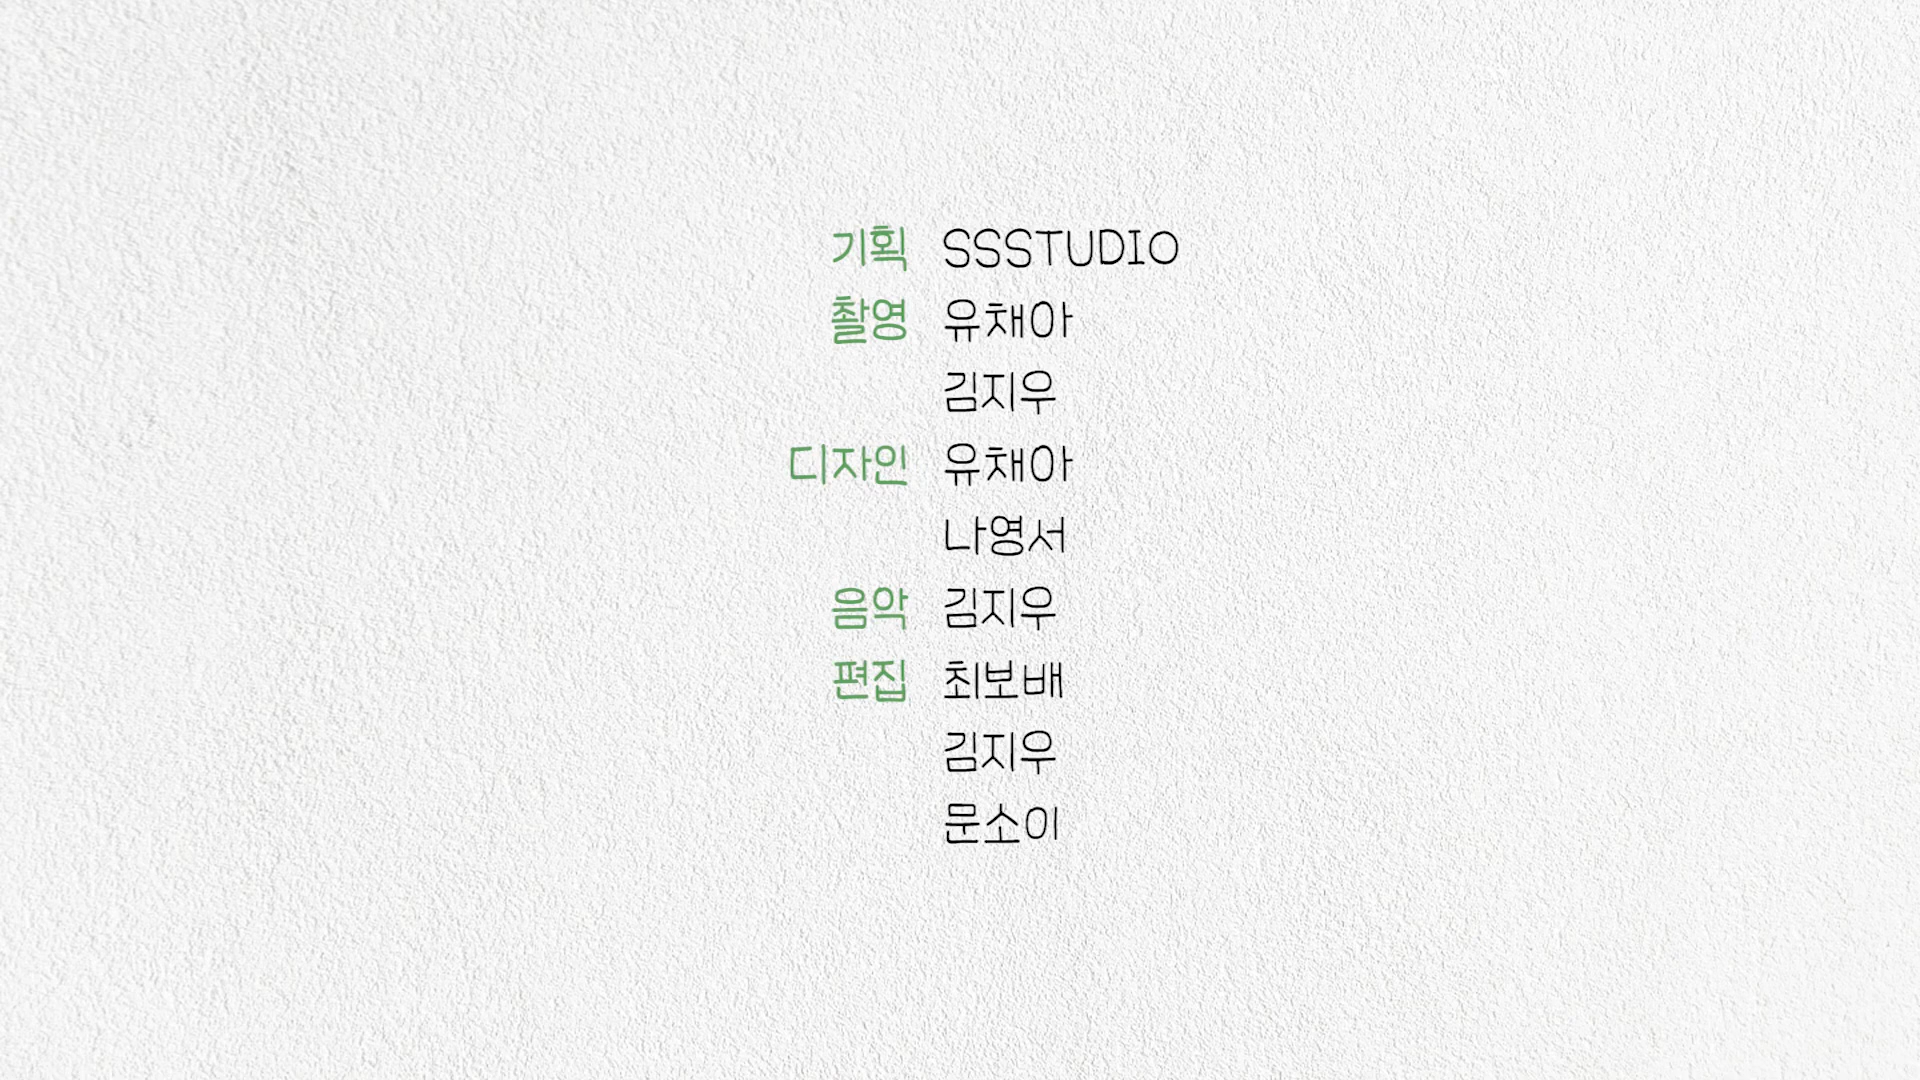 기획 SSSTUDIO
촬영 유채아
김지우
디자인 유채아
나영서
음악 김지우
편집 최보배
김지우
문소이